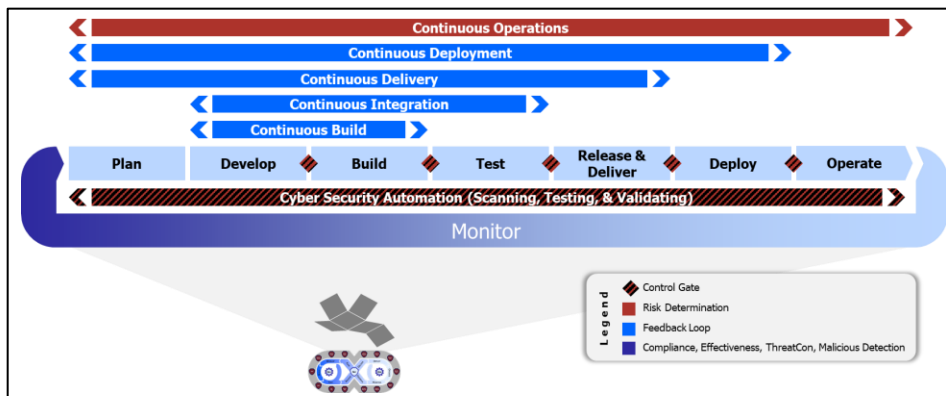 Continuous Operations
Continuous Deployment
Continuous Delivery
Continuous Integration
Continuous Build
Plan
Develop
Build
Test
Release &
Deliver
Deploy
Operate
Cyber Security Automation (Scanning, Testing, & Validating)
Monitor
Legend
Control Gate
Risk Determination
Feedback Loop
Compliance, Effectiveness, ThreatCon, Malicious Detection